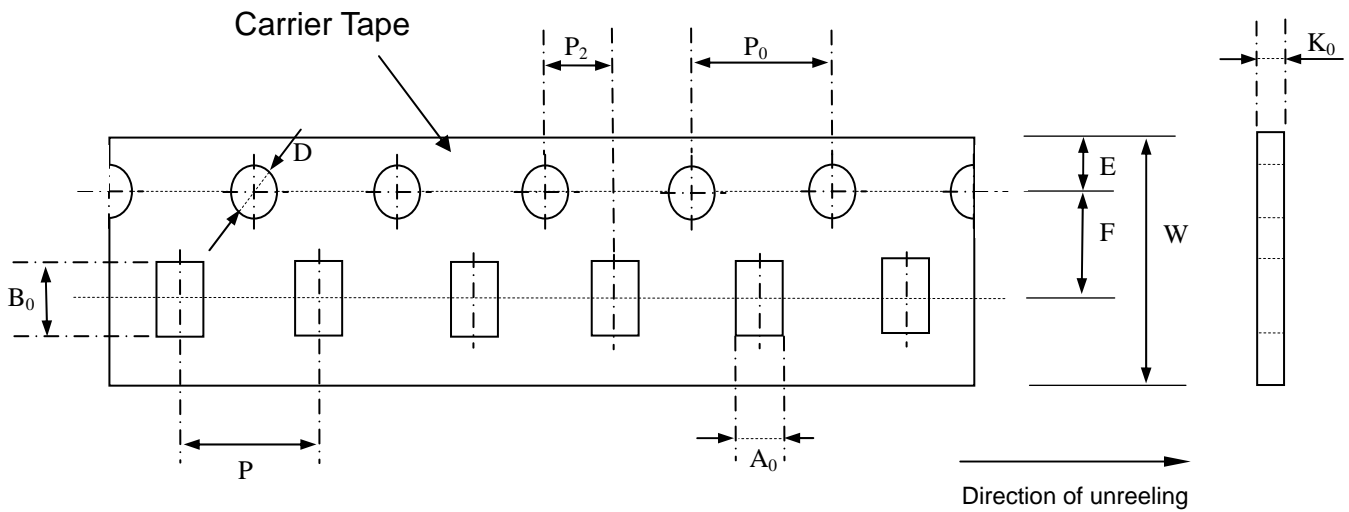 Carrier Tape
P₂
P₀
K₀
D
E
F
W
B₀
P
A₀
Direction of unreeling